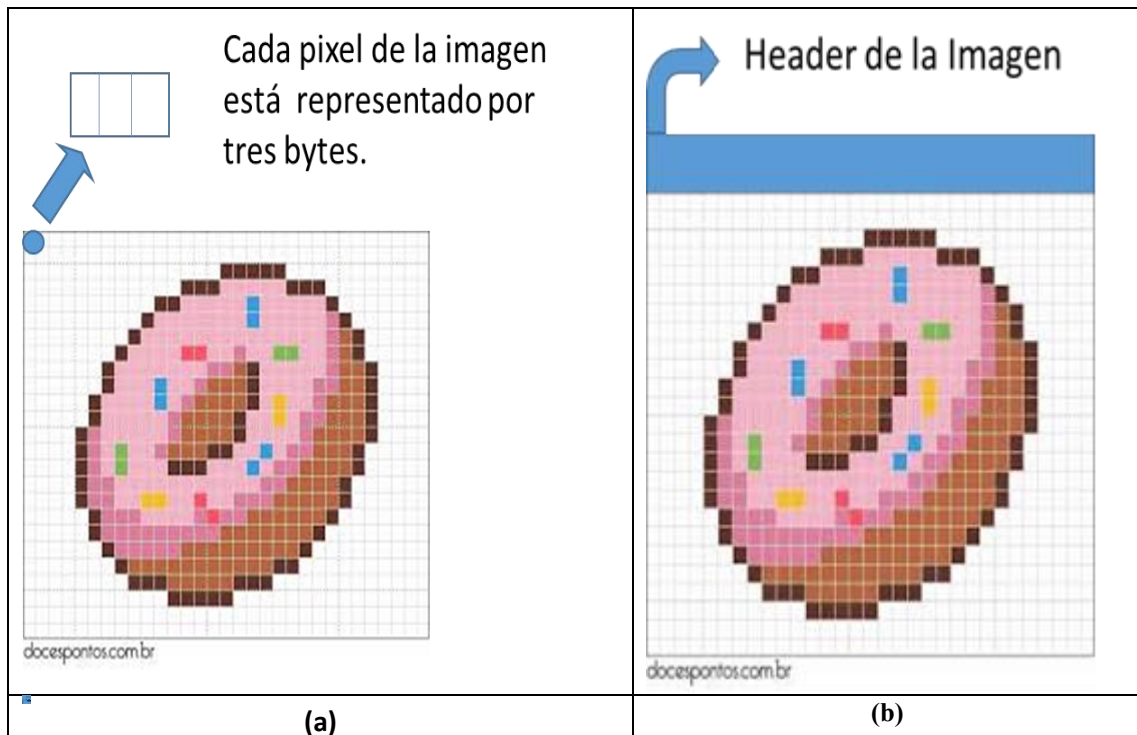 Cada pixel de la imagen
está representado por
tres bytes.
docespontos.com.br
(a)
Header de la Imagen
docespontos.com.br
(b)